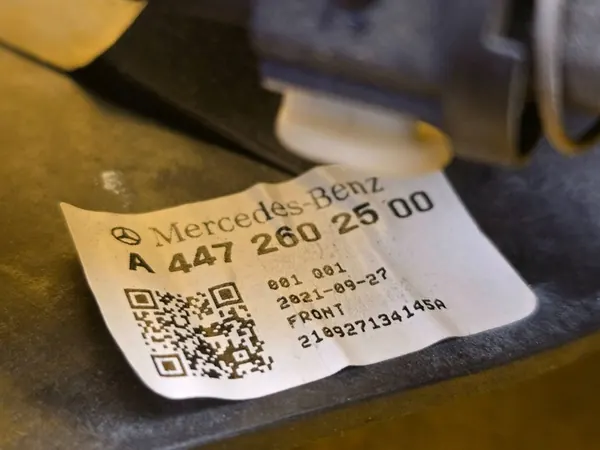 Mercedes-Benz
A 447 260 25 00
001 001
2021-09-27
FRONT
210927134145A